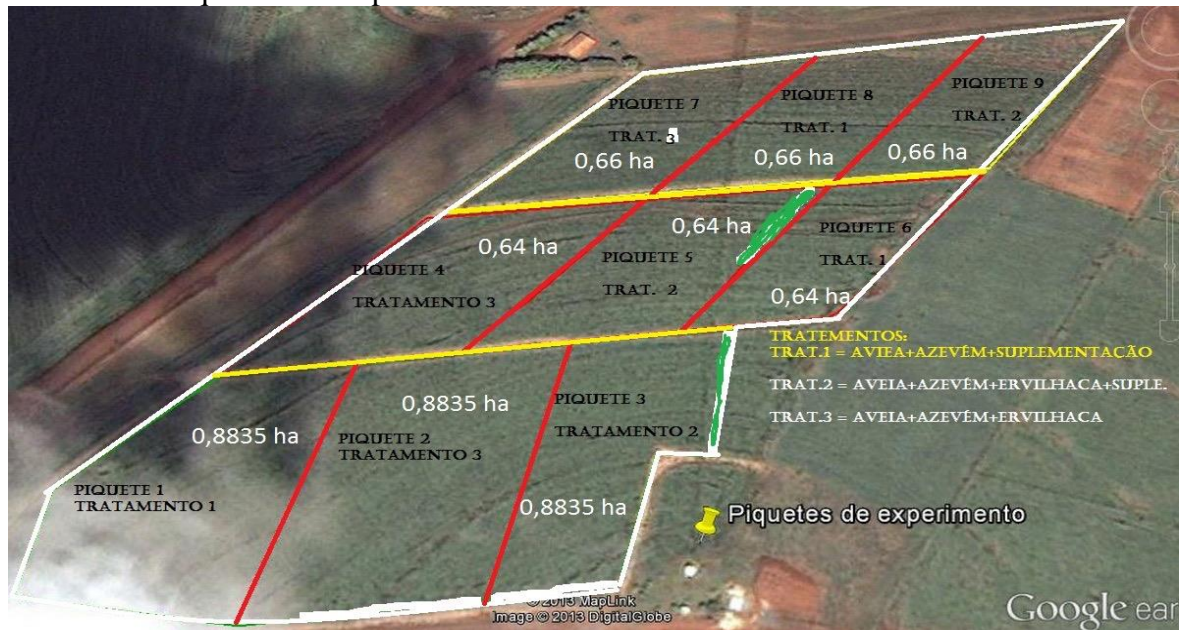 PIQUETE 7
TRAT. 3
0,66 ha
PIQUETE 8
TRAT. 1
0,66 ha
PIQUETE 9
TRAT. 2
0,66 ha
0,64 ha
PIQUETE 4
TRATAMENTO 3
0,64 ha
PIQUETE 5
TRAT. 2
PIQUETE 6
TRAT. 1
0,64 ha
TRATEMENTOS:
TRAT.1 = AVIEA+AZEVÉM+SUPLEMENTAÇÃO
TRAT.2 = AVEIA+AZEVÉM+ERVILHACA+SUPLE.
TRAT.3 = AVEIA+AZEVÉM+ERVILHACA
0,8835 ha
PIQUETE 1
TRATAMENTO 1
0,8835 ha
PIQUETE 2
TRATAMENTO 3
PIQUETE 3
TRATAMENTO 2
0,8835 ha
Piquetes de experimento
© 2013 MapLink
Image © 2013 DigitalGlobe
Google ear